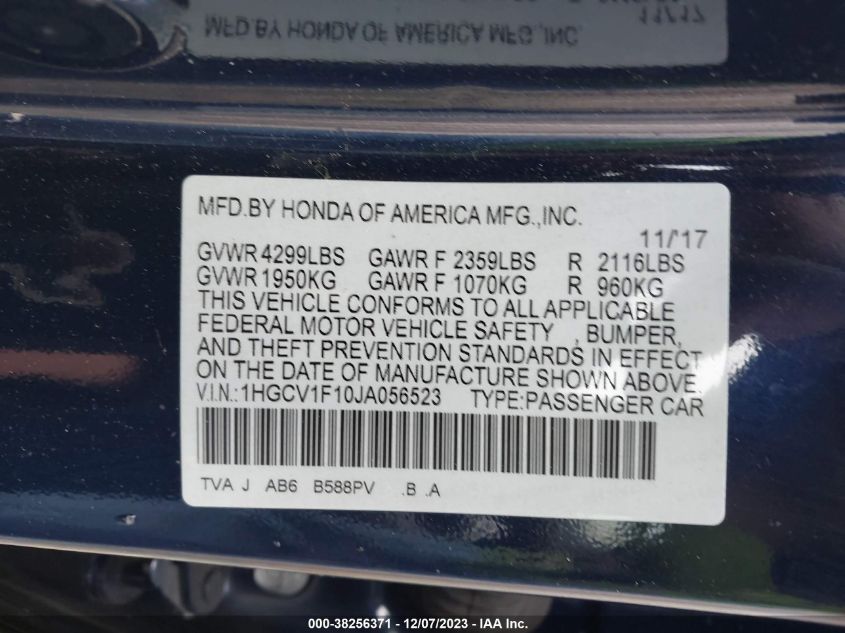 11/'17
MFD.BY HONDA OF AMERICA MFG.,INC.
MFD.BY HONDA OF AMERICA MFG.,INC.
11/'17
GVWR 4299LBS GAWR F 2359LBS R 2116LBS
GVWR 1950KG GAWR F 1070KG R 960KG
THIS VEHICLE CONFORMS TO ALL APPLICABLE
FEDERAL MOTOR VEHICLE SAFETY , BUMPER,
AND THEFT PREVENTION STANDARDS IN EFFECT
ON THE DATE OF MANUFACTURE SHOWN ABOVE.
V.I.N.:1HGCV1F10JA056523 TYPE:PASSENGER CAR
TVA J AB6 B588PV .B .A
000-38256371 - 12/07/2023 - IAA Inc.